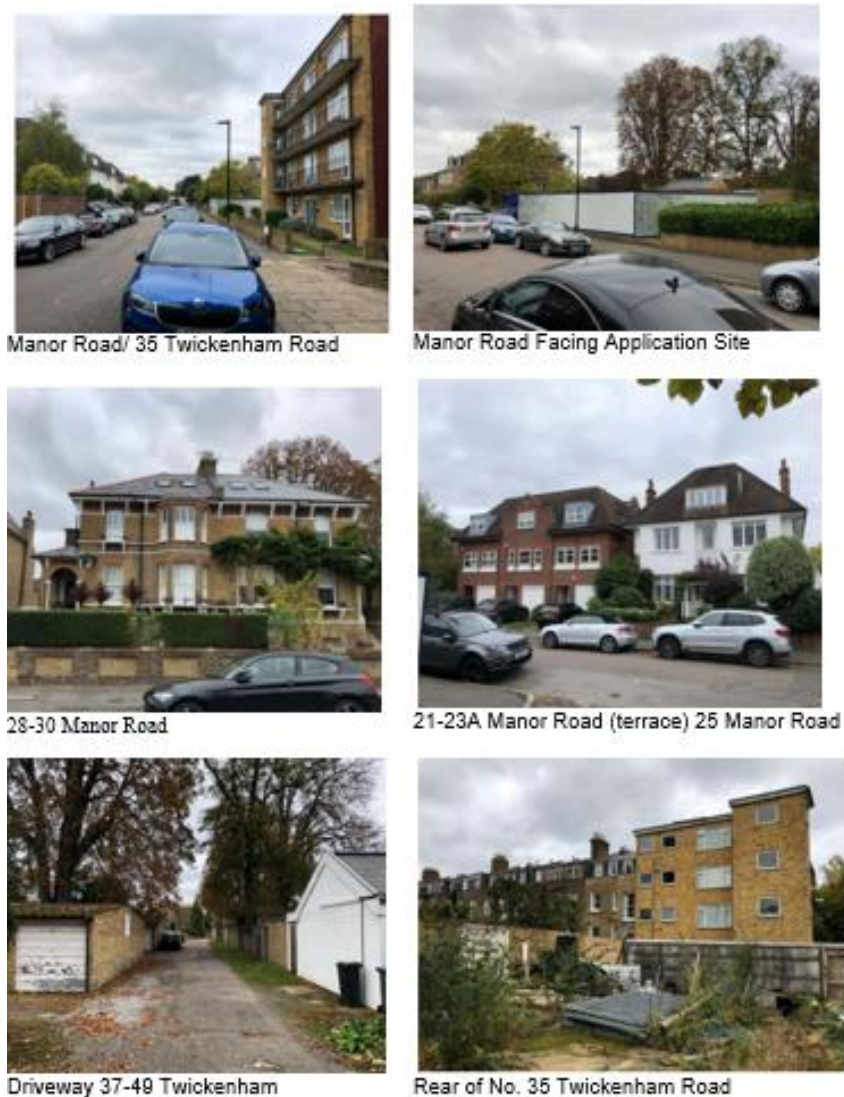 Manor Road/ 35 Twickenham Road
Manor Road Facing Application Site
28-30 Manor Road
21-23A Manor Road (terrace) 25 Manor Road
Driveway 37-49 Twickenham
Rear of No. 35 Twickenham Road